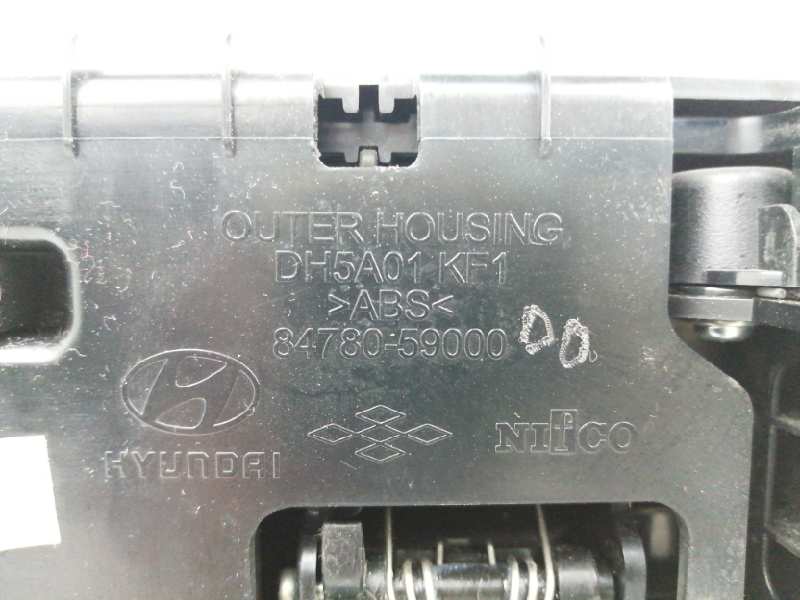 OUTER HOUSING
DH5A01 KF1
>ABS<
84780-59000 DD
HYUNDAI
NIFCO